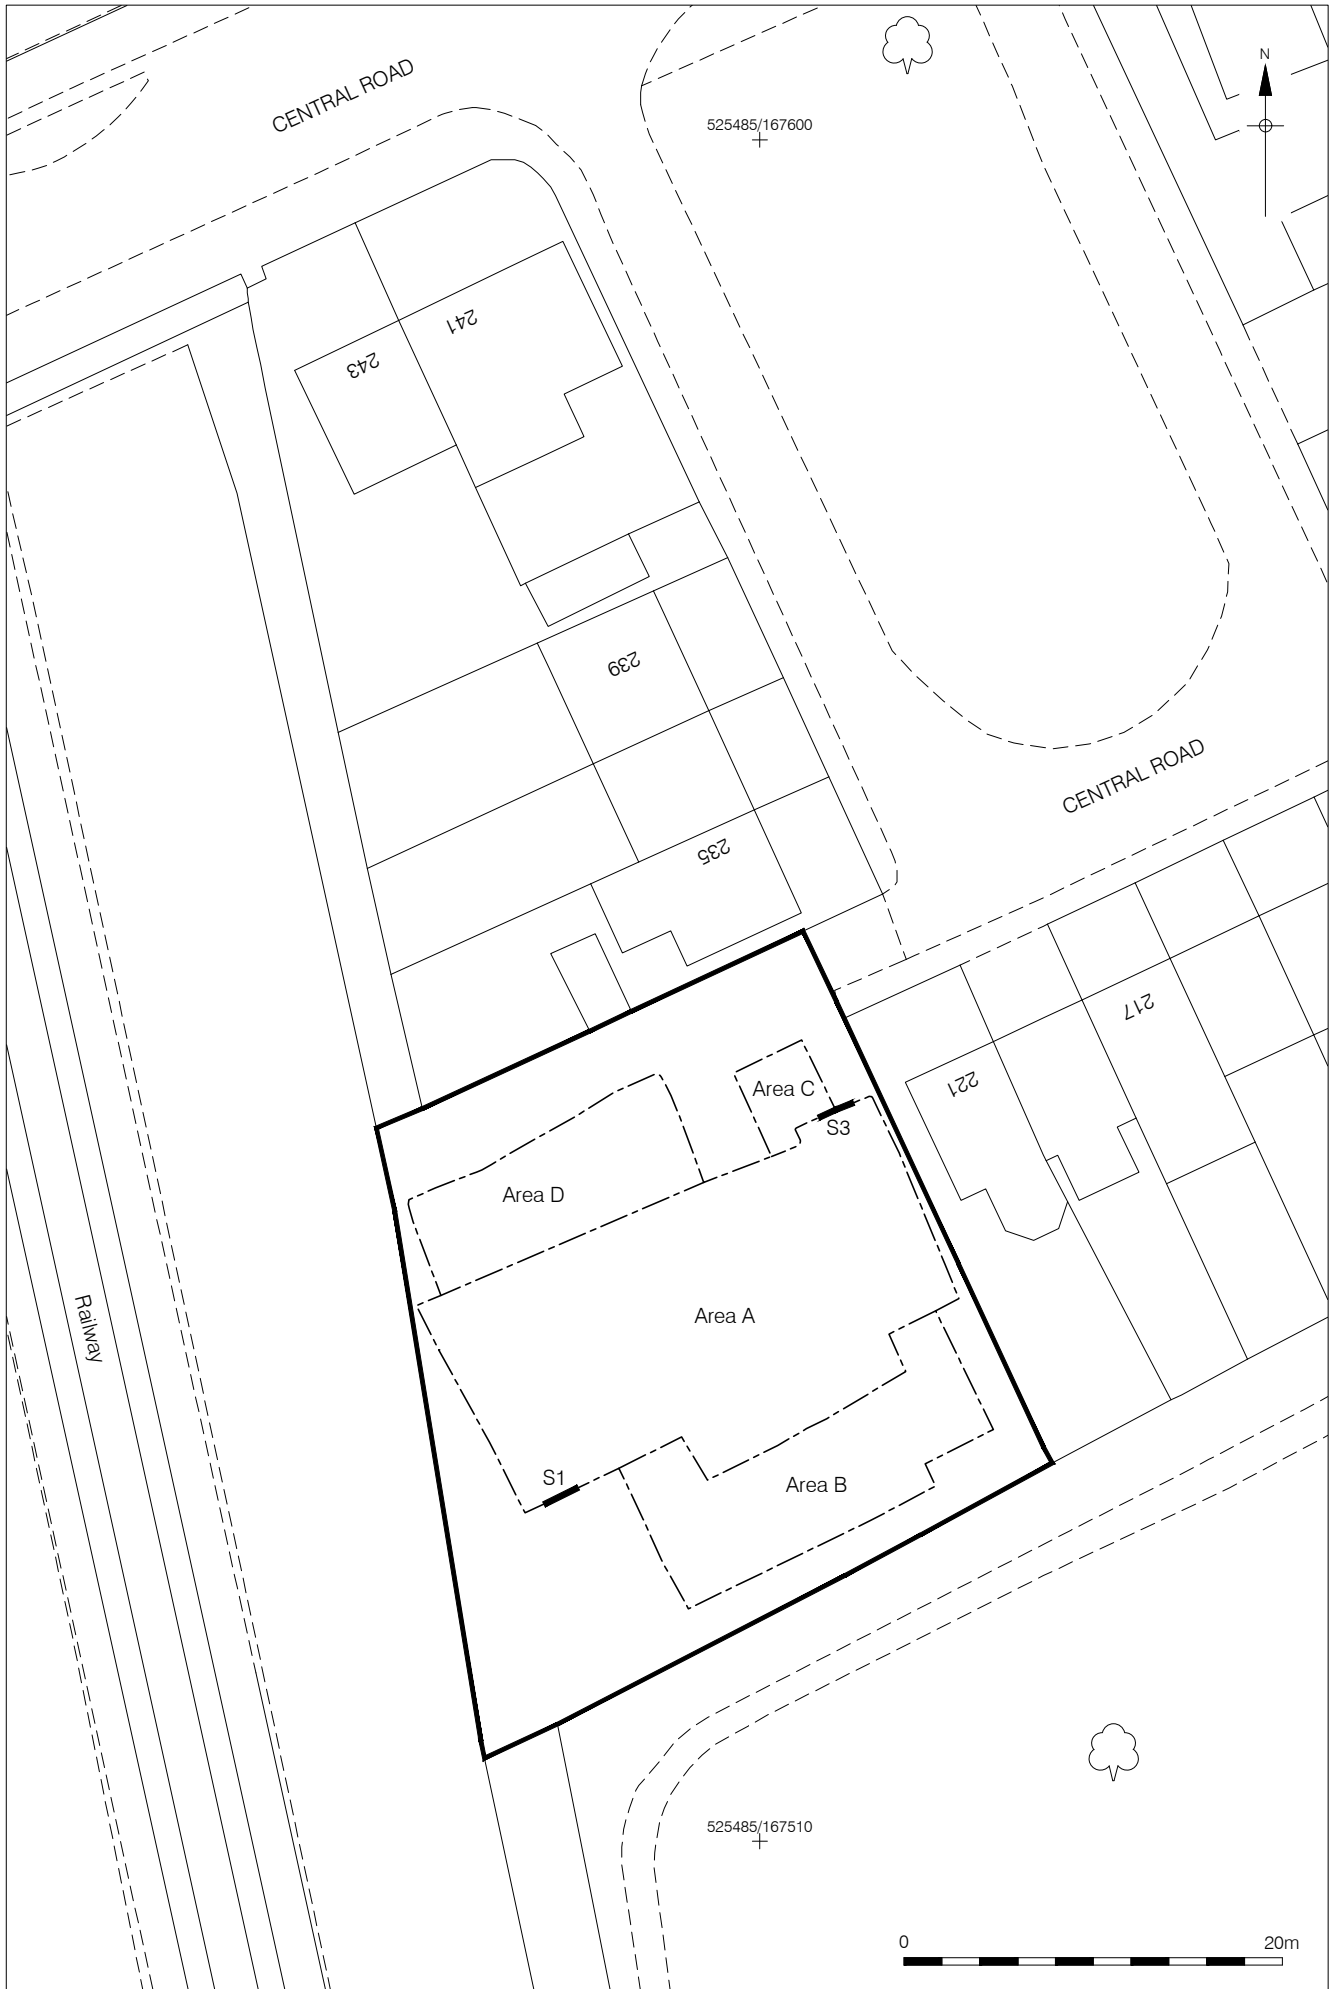 CENTRAL ROAD
N
525485/167600
241
243
239
CENTRAL ROAD
235
217
221
Area C
S3
Area D
Area A
Railway
S1
Area B
525485/167510
0 20m